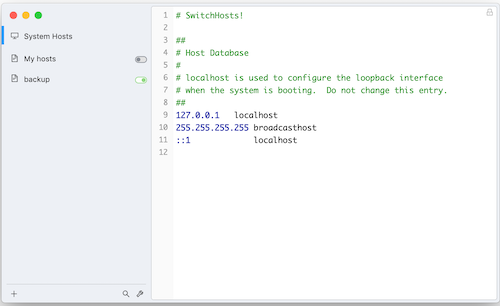 System Hosts
My hosts
backup
1 # SwitchHosts!
2
3 ##
4 # Host Database
5 #
6 # localhost is used to configure the loopback interface
7 # when the system is booting.  Do not change this entry.
8 ##
9 127.0.0.1   localhost
10 255.255.255.255 broadcasthost
11 ::1             localhost
12